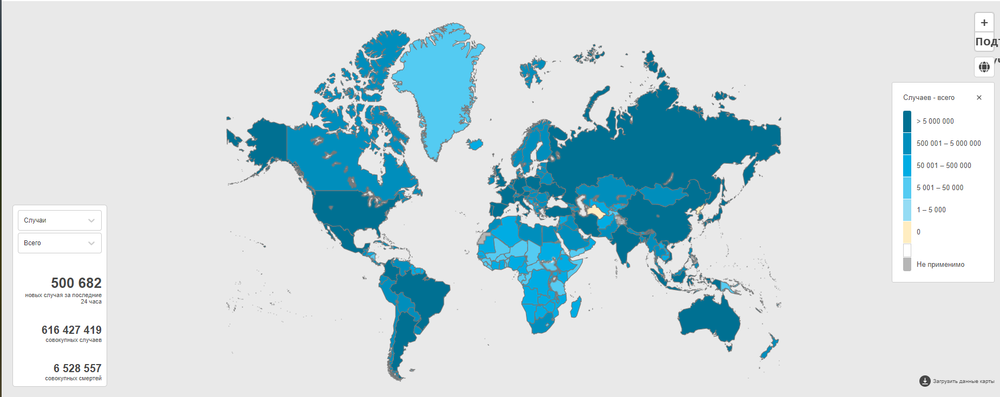 +
Под
Случаев - всего ×
> 5 000 000
500 001 – 5 000 000
50 001 – 500 000
5 001 – 50 000
1 – 5 000
0
Не применимо
Случаи
Всего
500 682
новых случая за последние
24 часа
616 427 419
совокупных случаев
6 528 557
совокупных смертей
Загрузить данные карты